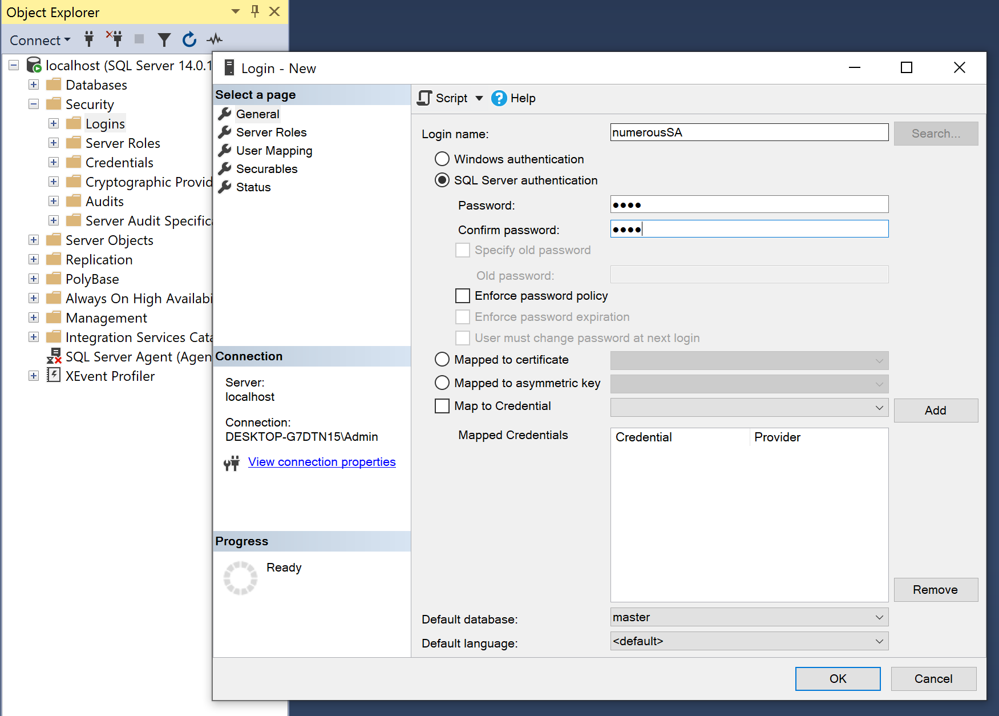 Object Explorer
Connect
localhost (SQL Server 14.0.1
Databases
Security
Logins
Server Roles
Credentials
Cryptographic Provid
Audits
Server Audit Specifica
Server Objects
Replication
PolyBase
Always On High Availabi
Management
Integration Services Cata
SQL Server Agent (Agen
XEvent Profiler
Login - New
Select a page
General
Server Roles
User Mapping
Securables
Status
Connection
Server:
localhost
Connection:
DESKTOP-G7DTN15\Admin
View connection properties
Progress
Ready
Script
Help
Login name:
numerousSA
Search...
Windows authentication
SQL Server authentication
Password:
●●●●
Confirm password:
●●●●
Specify old password
Old password:
Enforce password policy
Enforce password expiration
User must change password at next login
Mapped to certificate
Mapped to asymmetric key
Map to Credential
Add
Mapped Credentials
Credential
Provider
Remove
Default database:
master
Default language:
<default>
OK
Cancel